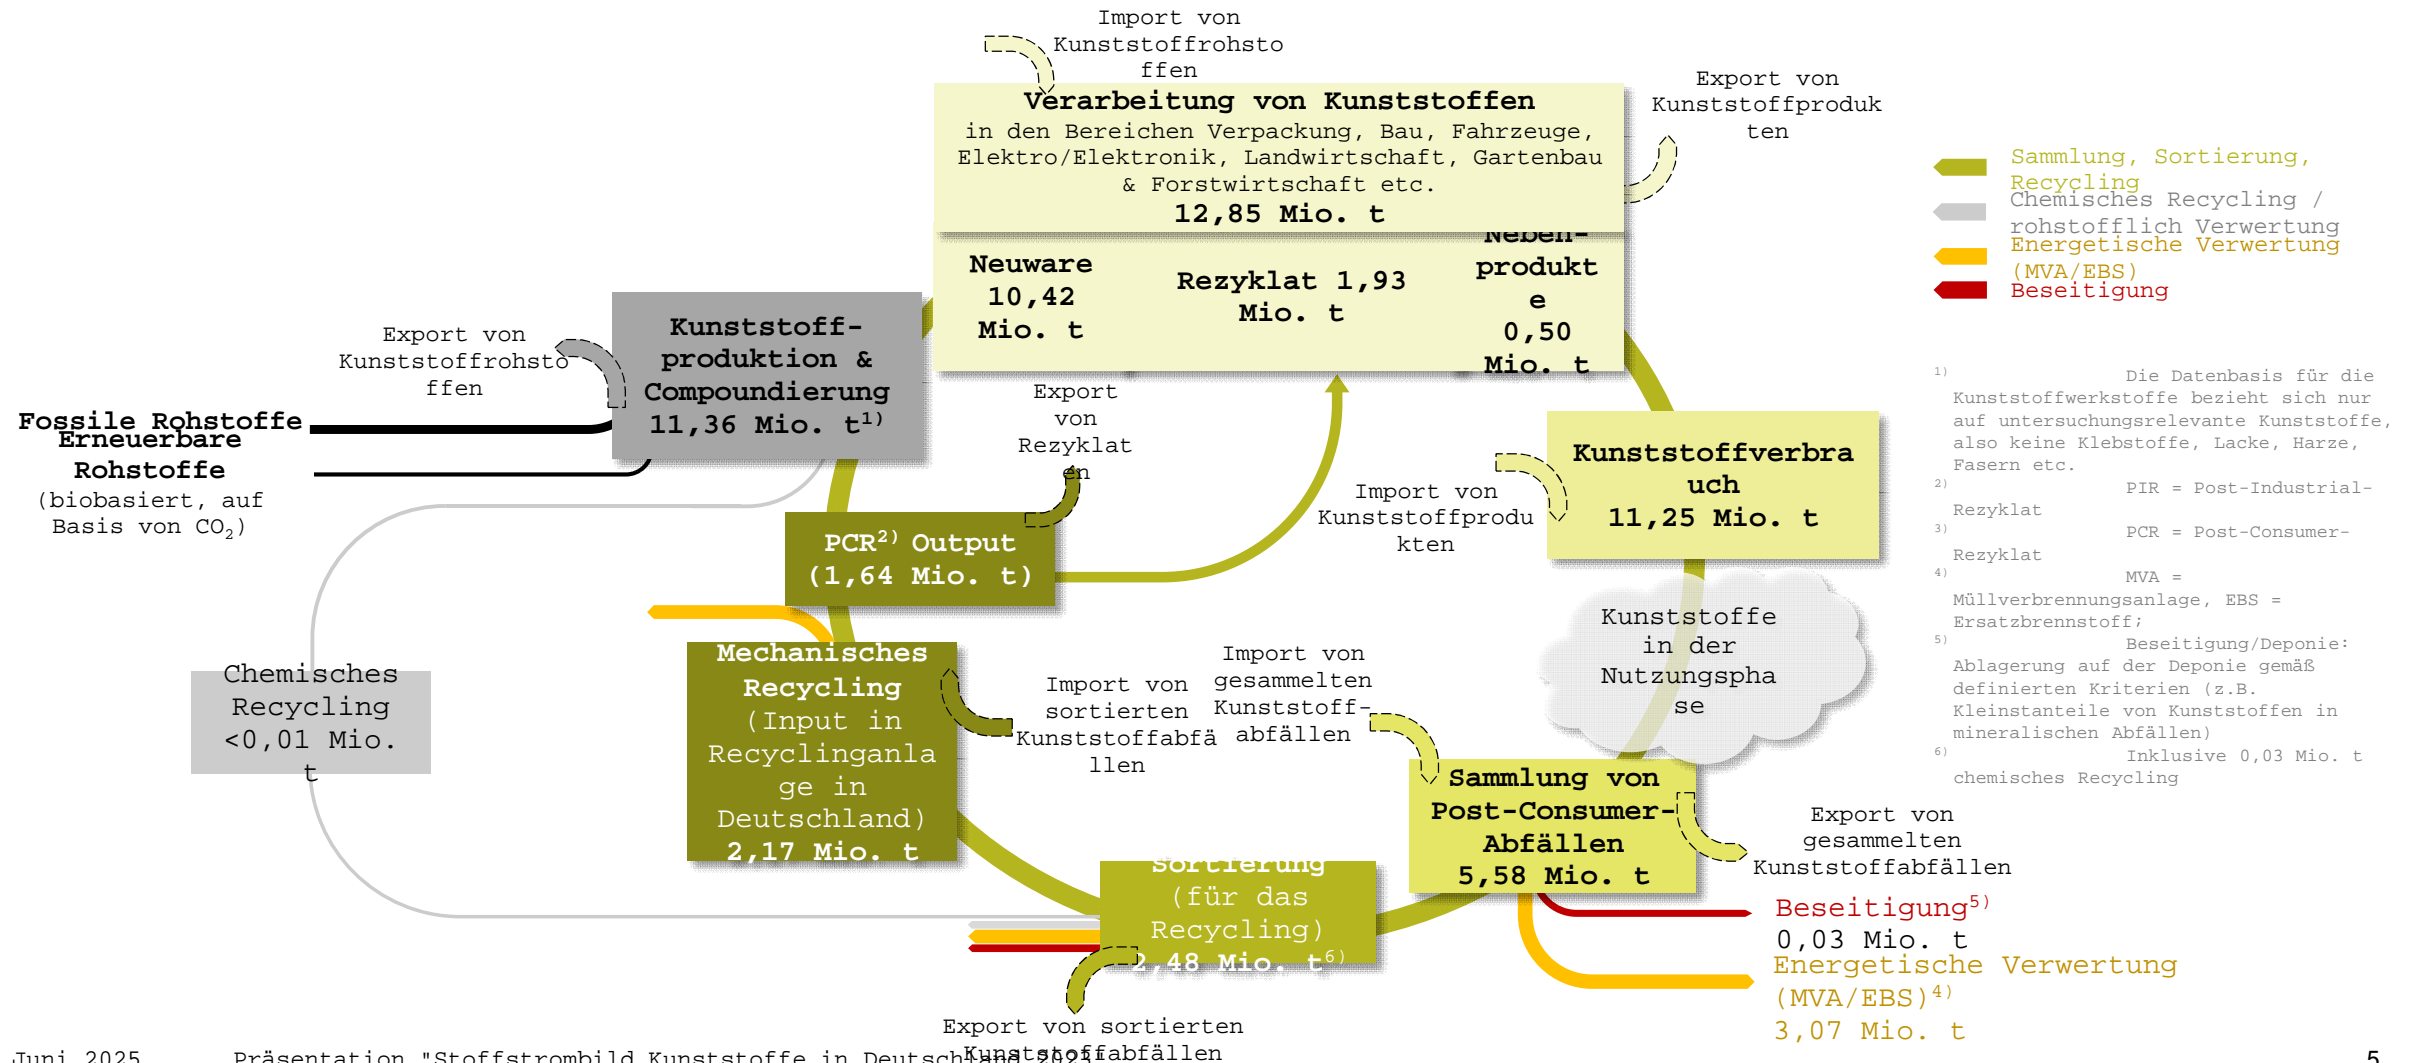 Import von
Kunststoffrohsto
ffen
Export von
Kunststoffproduk
ten
Verarbeitung von Kunststoffen
in den Bereichen Verpackung, Bau, Fahrzeuge,
Elektro/Elektronik, Landwirtschaft, Gartenbau
& Forstwirtschaft etc.
12,85 Mio. t
Neuware
10,42
Mio. t
Rezyklat 1,93
Mio. t
Neben-
produkt
e
0,50
Mio. t
Sammlung, Sortierung,
Recycling
Chemisches Recycling /
rohstofflich Verwertung
Energetische Verwertung
(MVA/EBS)
Beseitigung
Export von
Kunststoffrohsto
ffen
Kunststoff-
produktion &
Compoundierung
11,36 Mio. t1)
Fossile Rohstoffe
Erneuerbare
Rohstoffe
(biobasiert, auf
Basis von CO2)
Export
von
Rezyklat
en
PCR2) Output
(1,64 Mio. t)
Import von
Kunststoffprodu
kten
Kunststoffverbra
uch
11,25 Mio. t
Kunststoffe
in der
Nutzungspha
se
1) Die Datenbasis für die
Kunststoffwerkstoffe bezieht sich nur
auf untersuchungsrelevante Kunststoffe,
also keine Klebstoffe, Lacke, Harze,
Fasern etc.
2) PIR = Post-Industrial-
Rezyklat
3) PCR = Post-Consumer-
Rezyklat
4) MVA =
Müllverbrennungsanlage, EBS =
Ersatzbrennstoff;
5) Beseitigung/Deponie:
Ablagerung auf der Deponie gemäß
definierten Kriterien (z.B.
Kleinstanteile von Kunststoffen in
mineralischen Abfällen)
6) Inklusive 0,03 Mio. t
chemisches Recycling
Chemisches
Recycling
<0,01 Mio.
t
Mechanisches
Recycling
(Input in
Recyclinganla
ge in
Deutschland)
2,17 Mio. t
Import von
sortierten
Kunststoffabfä
llen
Import von
gesammelten
Kunststoff-
abfällen
Sammlung von
Post-Consumer-
Abfällen
5,58 Mio. t
Export von
gesammelten
Kunststoffabfällen
Sortierung
(für das
Recycling)
2,48 Mio. t6)
Beseitigung5)
0,03 Mio. t
Energetische Verwertung
(MVA/EBS)4)
3,07 Mio. t
Export von sortierten
Kunststoffabfällen
Juni 2025
Präsentation "Stoffstrombild Kunststoffe in Deutschland 2023"
5